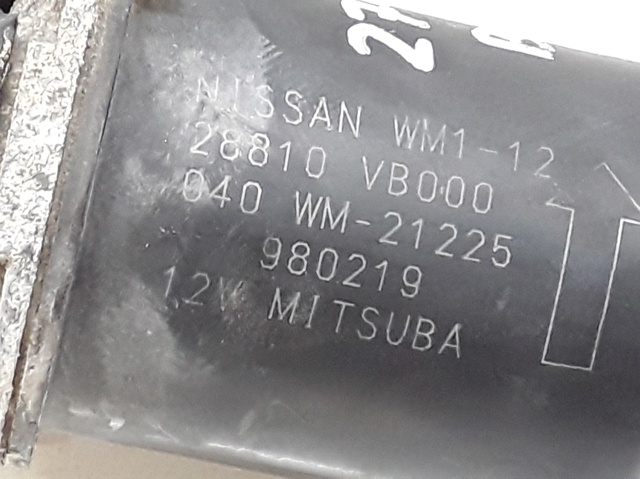 NISSAN WM1-12
28810 VB000
040 WM-21225
980219
12V MITSUBA